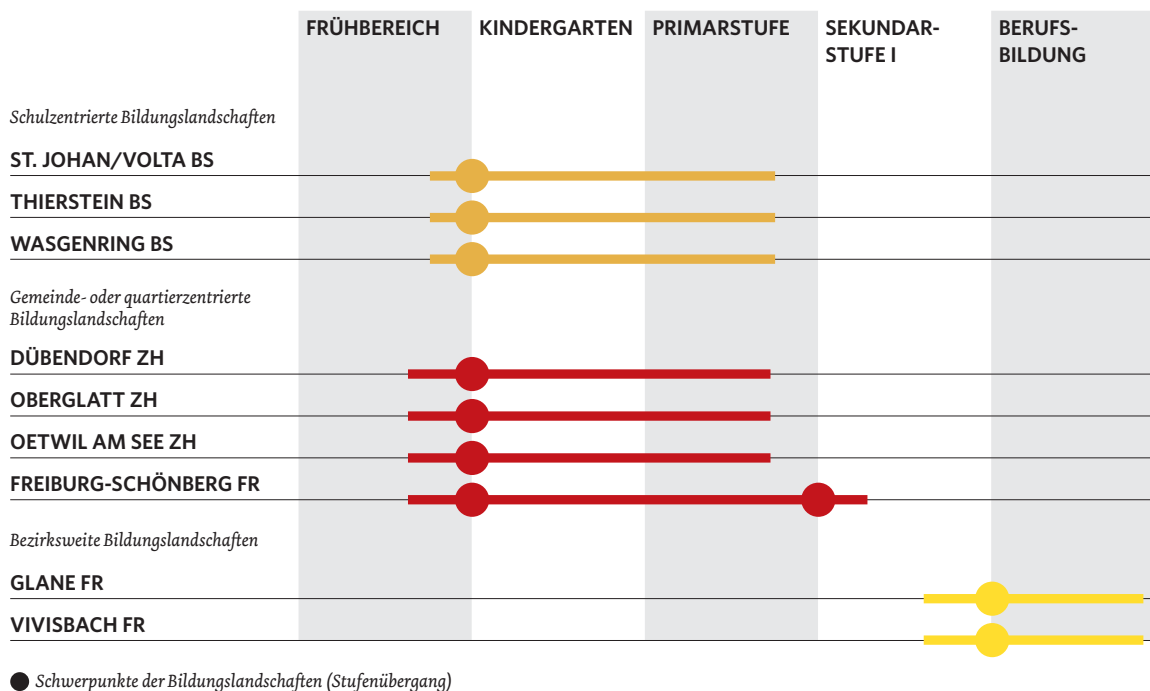 FRÜHBEREICH KINDERGARTEN PRIMARSTUFE SEKUNDAR- BERUFS-
STUFE I BILDUNG
Schulzentrierte Bildungslandschaften
ST. JOHAN/VOLTA BS
THIERSTEIN BS
WASGENRING BS
Gemeinde- oder quartierzentrierte
Bildungslandschaften
DÜBENDORF ZH
OBERGLATT ZH
OETWIL AM SEE ZH
FREIBURG-SCHÖNBERG FR
Bezirksweite Bildungslandschaften
GLANE FR
VIVISBACH FR
Schwerpunkte der Bildungslandschaften (Stufenübergang)